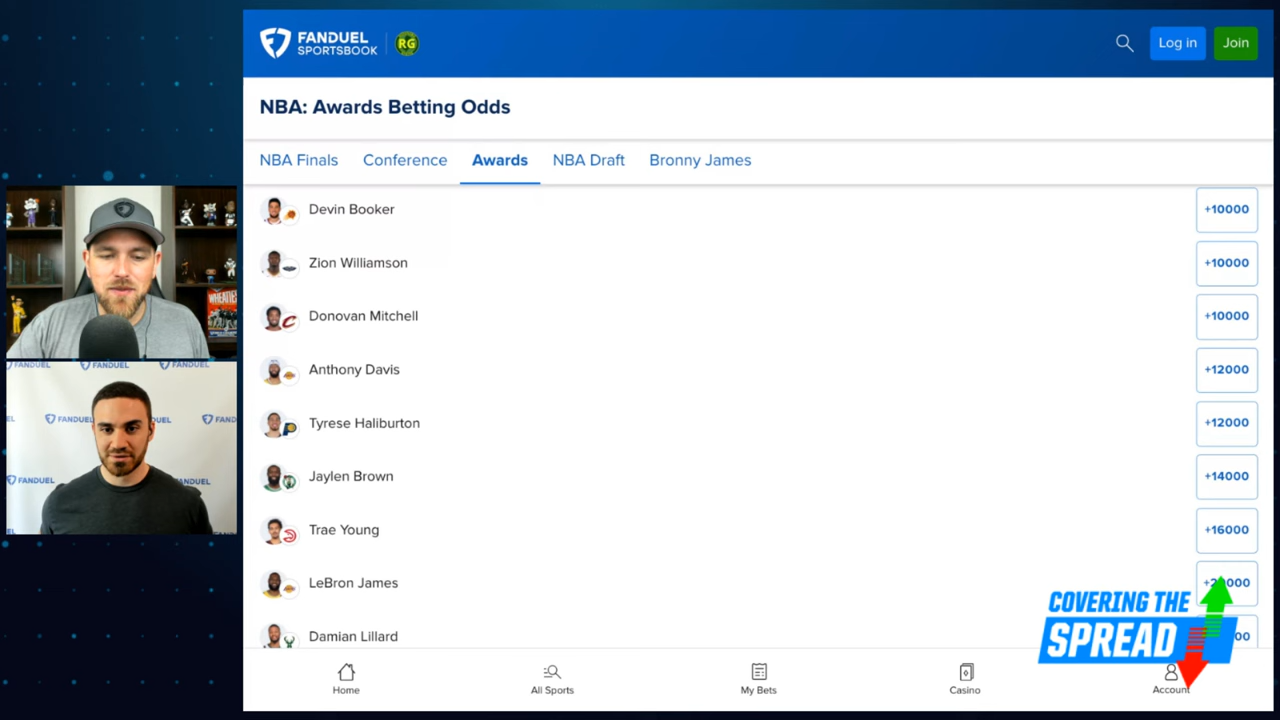 FANDUEL
SPORTSBOOK
RG
Log in
Join
NBA: Awards Betting Odds
NBA Finals
Conference
Awards
NBA Draft
Bronny James
Devin Booker
+10000
Zion Williamson
+10000
Donovan Mitchell
+10000
Anthony Davis
+12000
Tyrese Haliburton
+12000
Jaylen Brown
+14000
Trae Young
+16000
LeBron James
Damian Lillard
Home
All Sports
My Bets
Casino
Account
COVERING THE
SPREAD
WHEATIES
FANDUEL
FANDUEL
FANDUEL
FANDUEL
FANDUEL